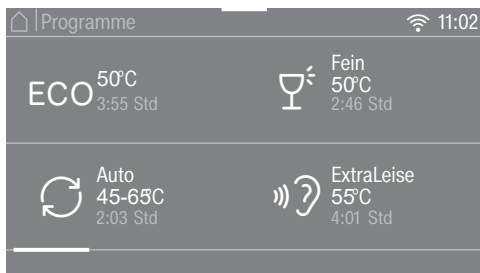 Programme 11:02
ECO 50°C
3:55 Std
Fein
50°C
2:46 Std
Auto
45-65°C
2:03 Std
ExtraLeise
55°C
4:01 Std